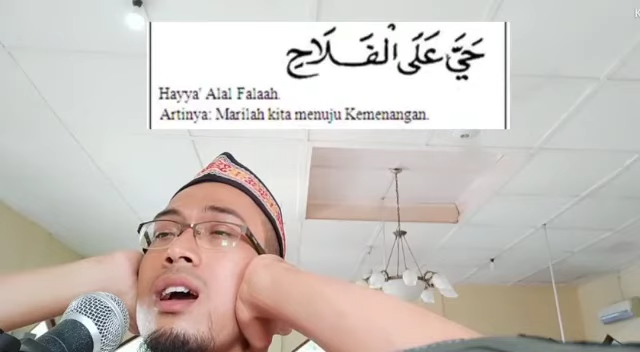 حَيَّ عَلَى الْفَلَاحِ
Hayya' Alal Falaah.
Artinya: Marilah kita menuju Kemenangan.